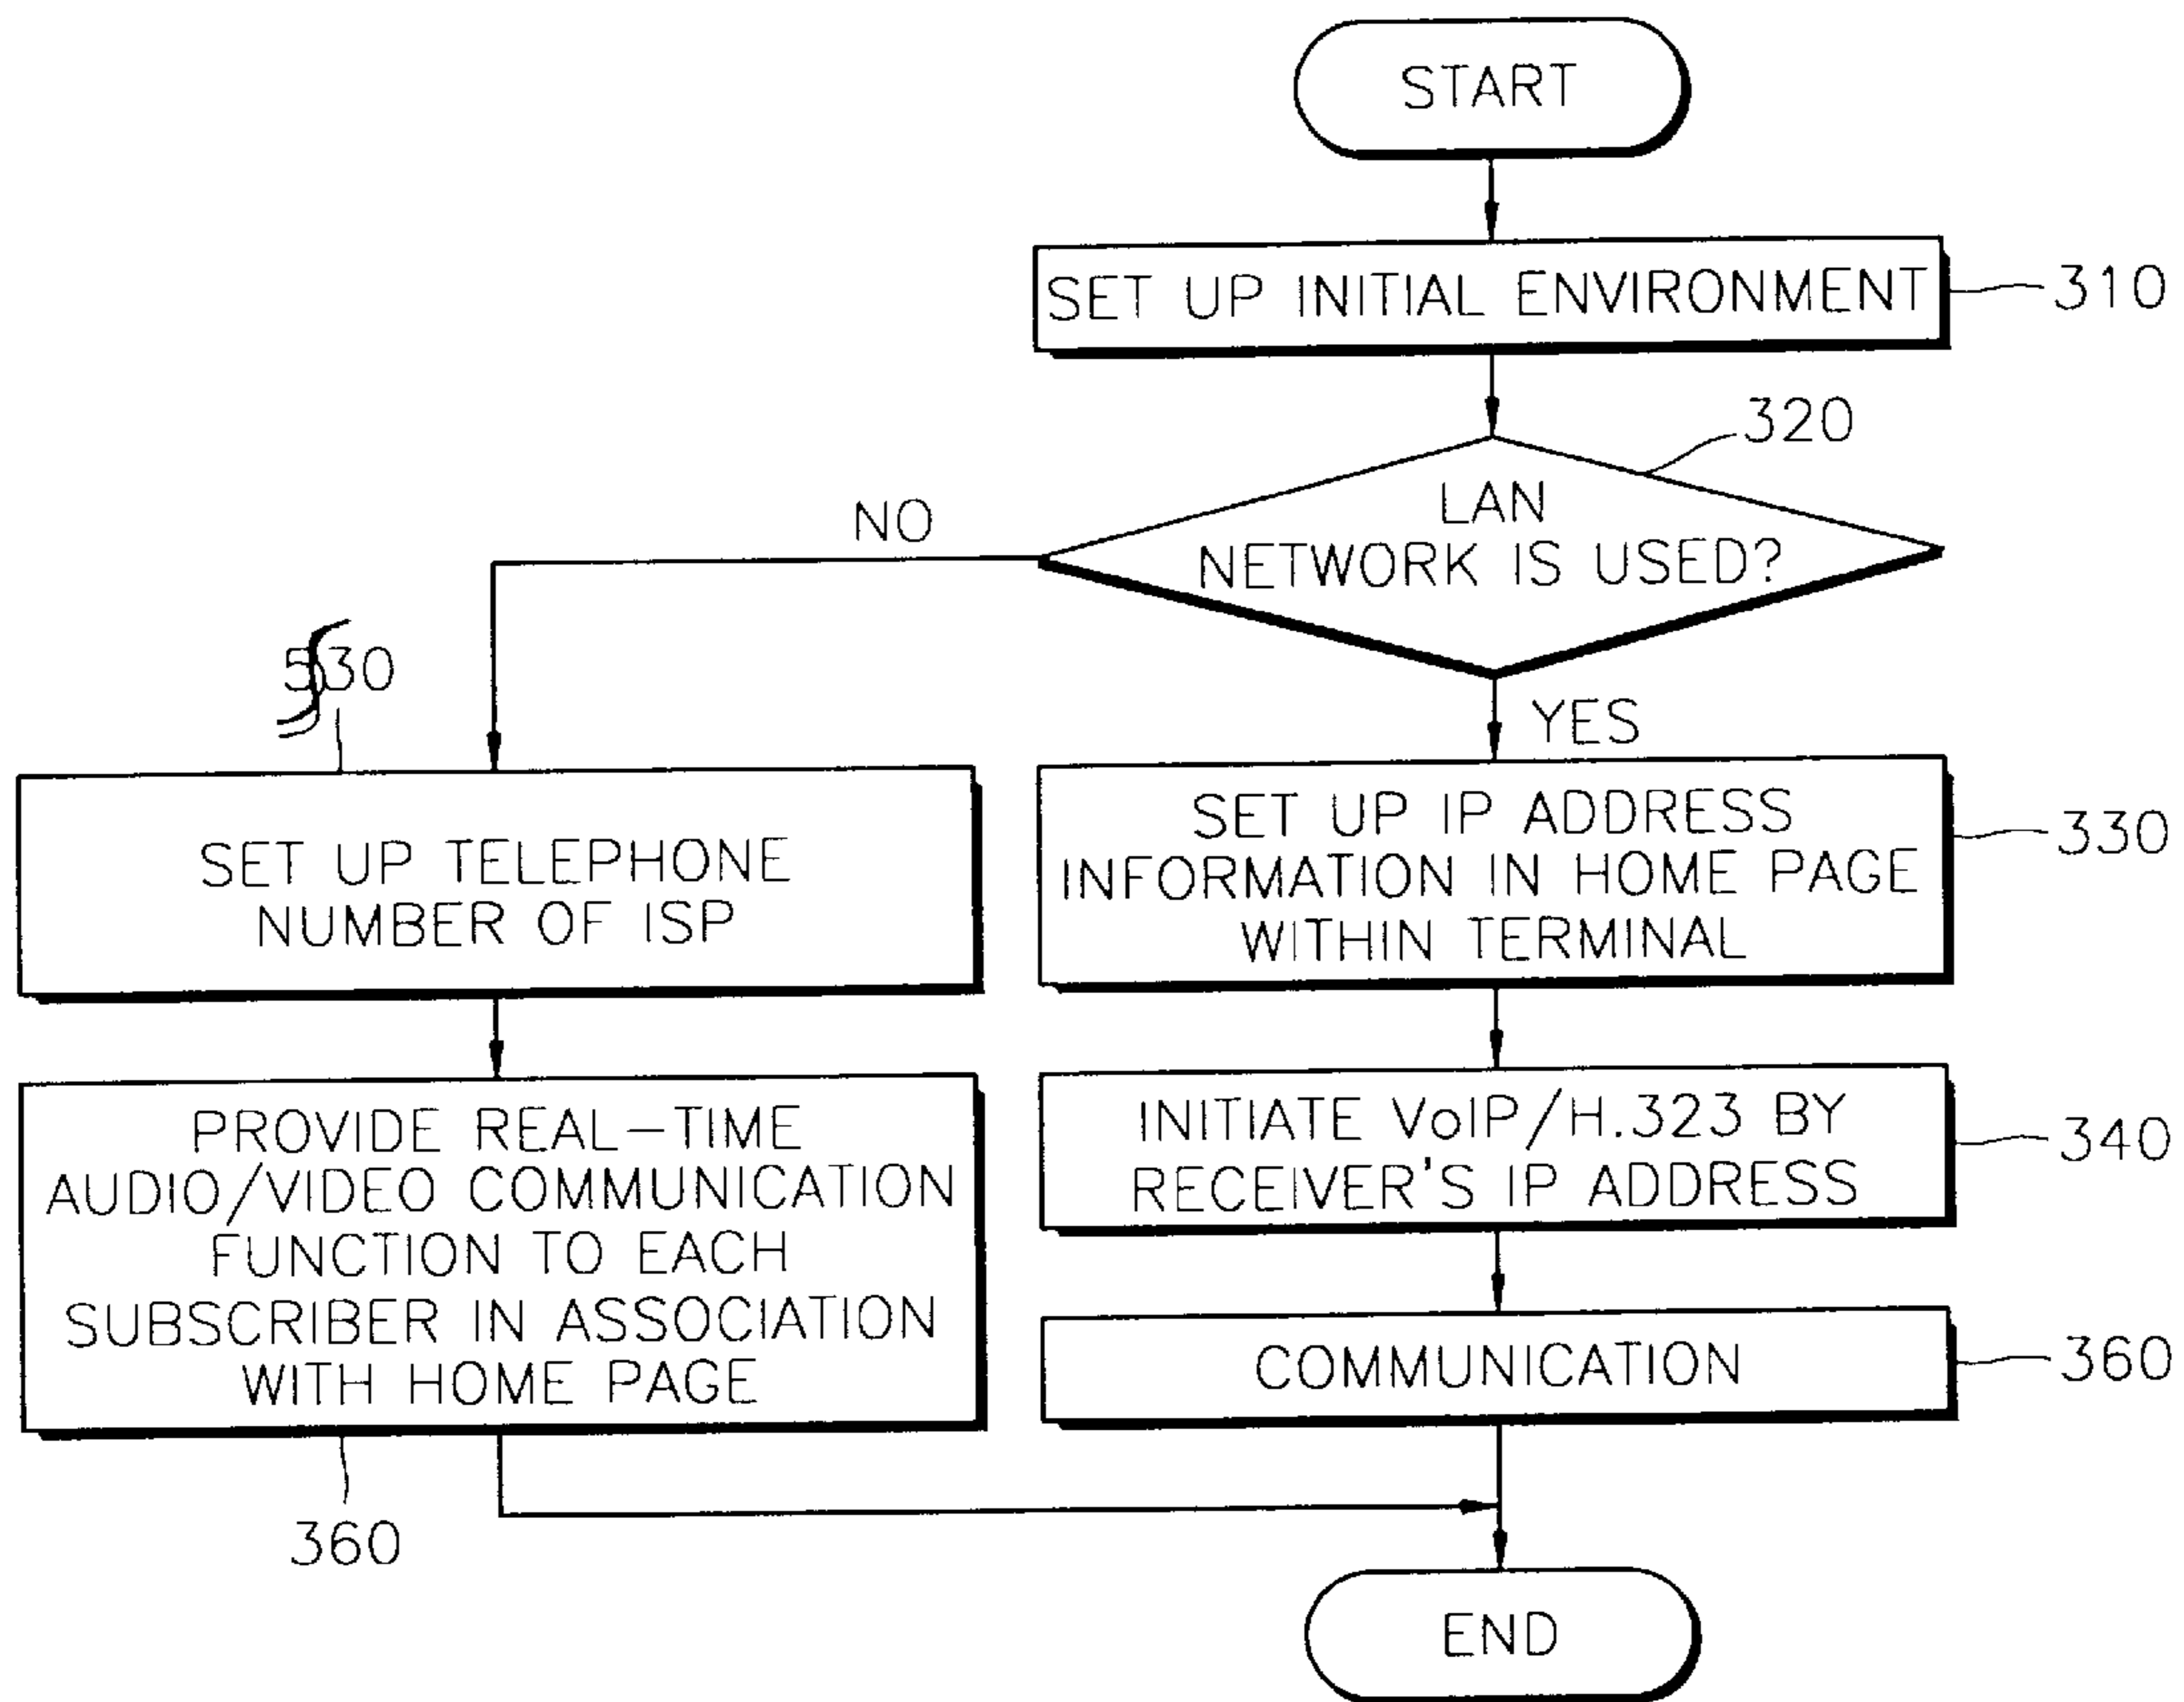 START
SET UP INITIAL ENVIRONMENT
310
320
LAN
NETWORK IS USED?
NO
YES
530
SET UP TELEPHONE
NUMBER OF ISP
SET UP IP ADDRESS
INFORMATION IN HOME PAGE
WITHIN TERMINAL
330
PROVIDE REAL-TIME
AUDIO/VIDEO COMMUNICATION
FUNCTION TO EACH
SUBSCRIBER IN ASSOCIATION
WITH HOME PAGE
360
INITIATE VoIP/H.323 BY
RECEIVER'S IP ADDRESS
340
COMMUNICATION
360
END